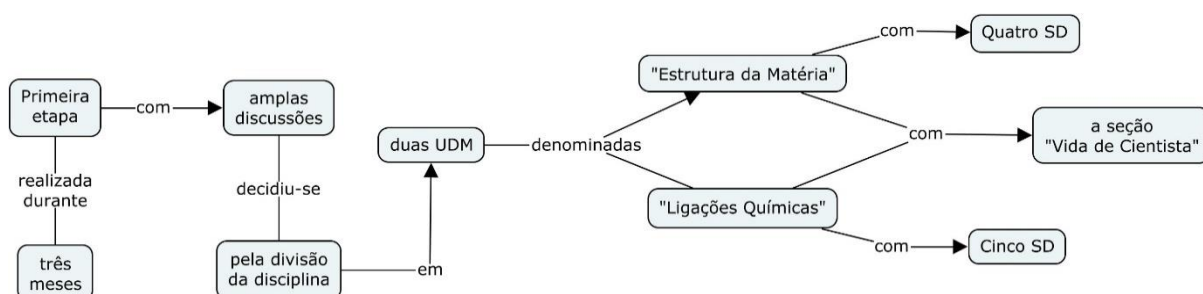 Primeira
etapa
com
amplas
discussões
realizada
durante
três
meses
decidiu-se
pela divisão
da disciplina
em
duas UDM
denominadas
"Estrutura da Matéria"
com
Quatro SD
com
a seção
"Vida de Cientista"
"Ligações Químicas"
com
Cinco SD